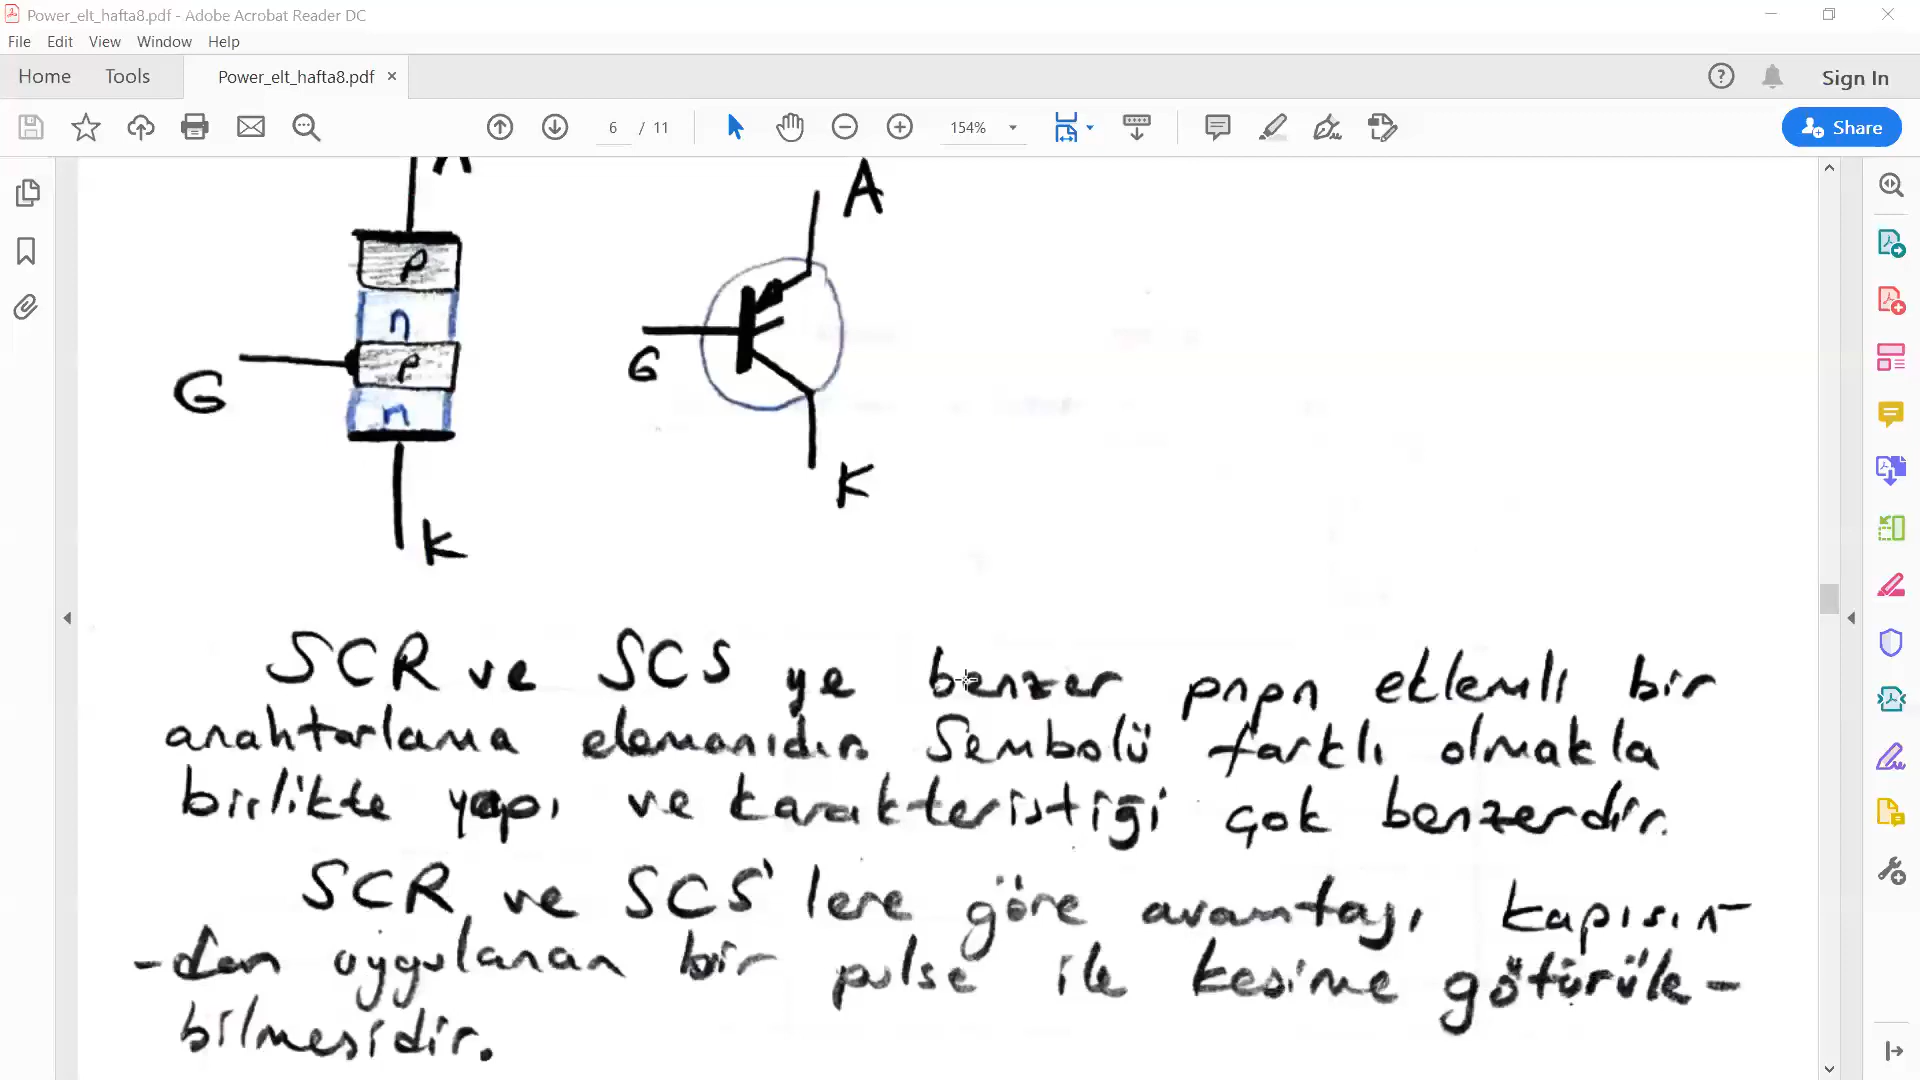 Power_elt_hafta8.pdf - Adobe Acrobat Reader DC
File Edit View Window Help
Home Tools Power_elt_hafta8.pdf × Sign In
6 / 11 154% Share
A
P
n
P
n
G
K
A
G
K
SCR ve SCS ye benzer pnpn eklemli bir
anahtarlama elemanıdır. Sembolü farklı olmakla
birlikte yapı ve karakteristiği çok benzerdir.
SCR ve SCS'lere göre avantajı, kapısın-
-dan uygulanan bir pulse ile kesime götürüle-
bilmesidir.